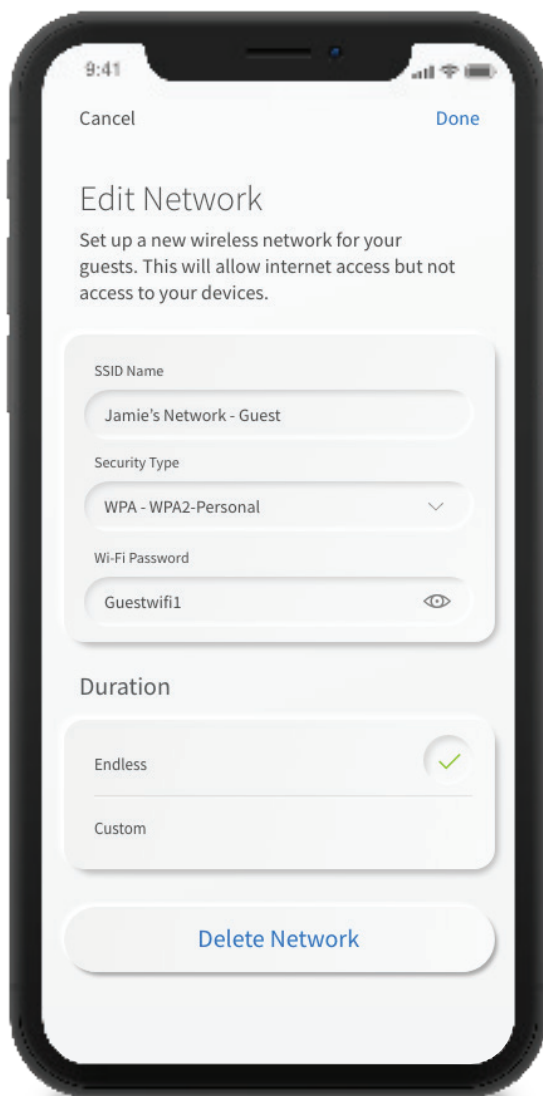 9:41
Cancel
Done
Edit Network
Set up a new wireless network for your
guests. This will allow internet access but not
access to your devices.
SSID Name
Jamie’s Network - Guest
Security Type
WPA - WPA2-Personal
Wi-Fi Password
Guestwifi1
Duration
Endless
Custom
Delete Network